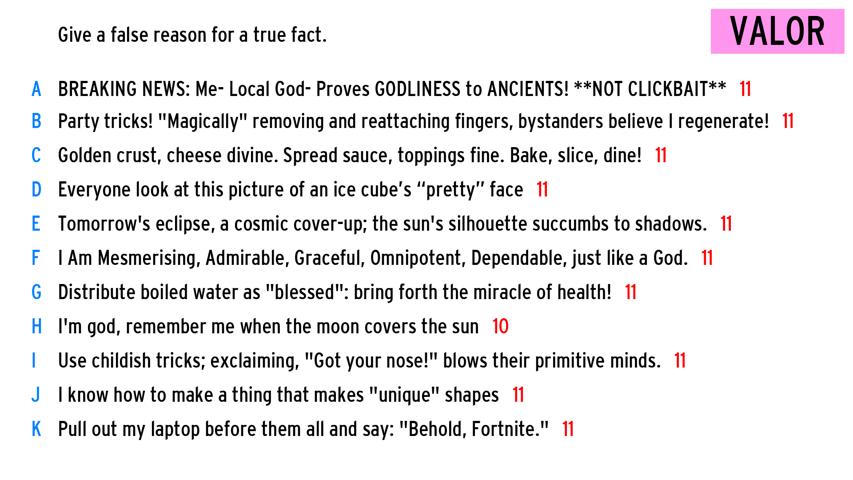 Give a false reason for a true fact.
VALOR
A BREAKING NEWS: Me- Local God- Proves GODLINESS to ANCIENTS! **NOT CLICKBAIT** 11
B Party tricks! "Magically" removing and reattaching fingers, bystanders believe I regenerate! 11
C Golden crust, cheese divine. Spread sauce, toppings fine. Bake, slice, dine! 11
D Everyone look at this picture of an ice cube's “pretty” face 11
E Tomorrow's eclipse, a cosmic cover-up; the sun's silhouette succumbs to shadows. 11
F I Am Mesmerising, Admirable, Graceful, Omnipotent, Dependable, just like a God. 11
G Distribute boiled water as "blessed": bring forth the miracle of health! 11
H I'm god, remember me when the moon covers the sun 10
I Use childish tricks; exclaiming, "Got your nose!" blows their primitive minds. 11
J I know how to make a thing that makes "unique" shapes 11
K Pull out my laptop before them all and say: "Behold, Fortnite." 11